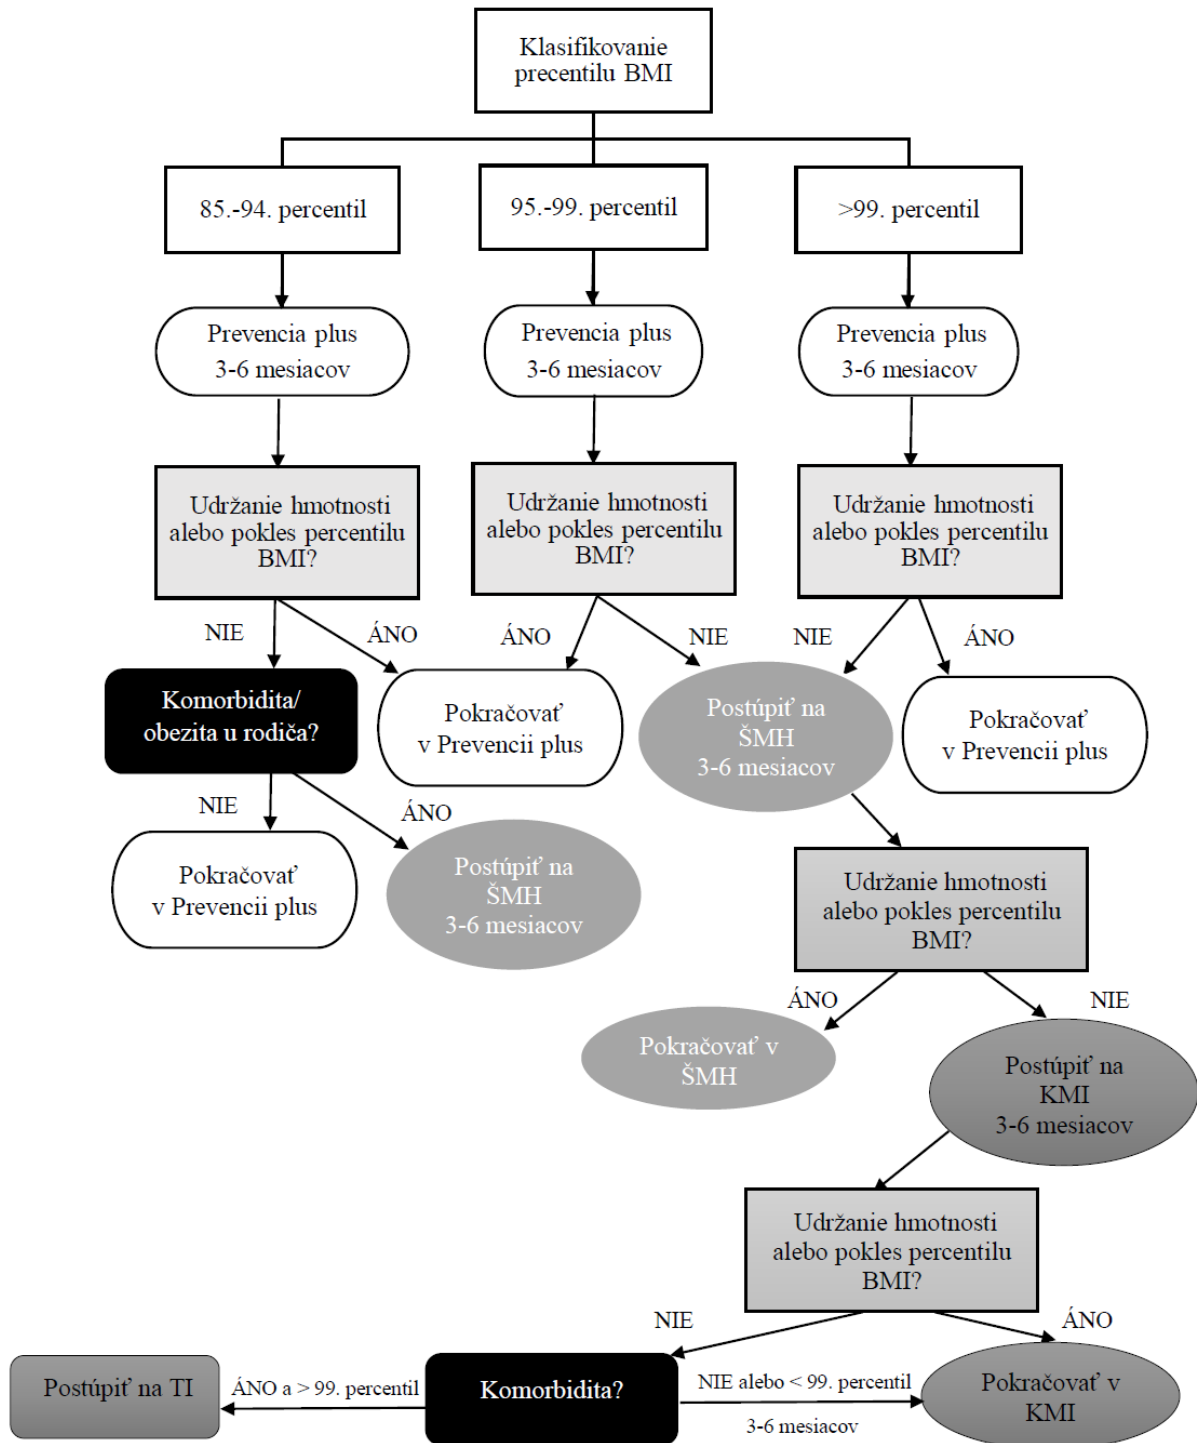 Klasifikovanie
precentilu BMI
85.-94. percentil
95.-99. percentil
>99. percentil
Prevencia plus
3-6 mesiacov
Prevencia plus
3-6 mesiacov
Prevencia plus
3-6 mesiacov
Udržanie hmotnosti
alebo pokles percentilu
BMI?
Udržanie hmotnosti
alebo pokles percentilu
BMI?
Udržanie hmotnosti
alebo pokles percentilu
BMI?
NIE
ÁNO
ÁNO
NIE
NIE
ÁNO
Komorbidita/
obezita u rodiča?
Pokračovať
v Prevencii plus
Postúpiť na
ŠMH
3-6 mesiacov
Pokračovať
v Prevencii plus
NIE
ÁNO
Pokračovať
v Prevencii plus
Postúpiť na
ŠMH
3-6 mesiacov
Udržanie hmotnosti
alebo pokles percentilu
BMI?
ÁNO
NIE
Pokračovať v
ŠMH
Postúpiť na
KMI
3-6 mesiacov
Udržanie hmotnosti
alebo pokles percentilu
BMI?
NIE
ÁNO
Postúpiť na TI
ÁNO a > 99. percentil
Komorbidita?
NIE alebo < 99. percentil
3-6 mesiacov
Pokračovať v
KMI